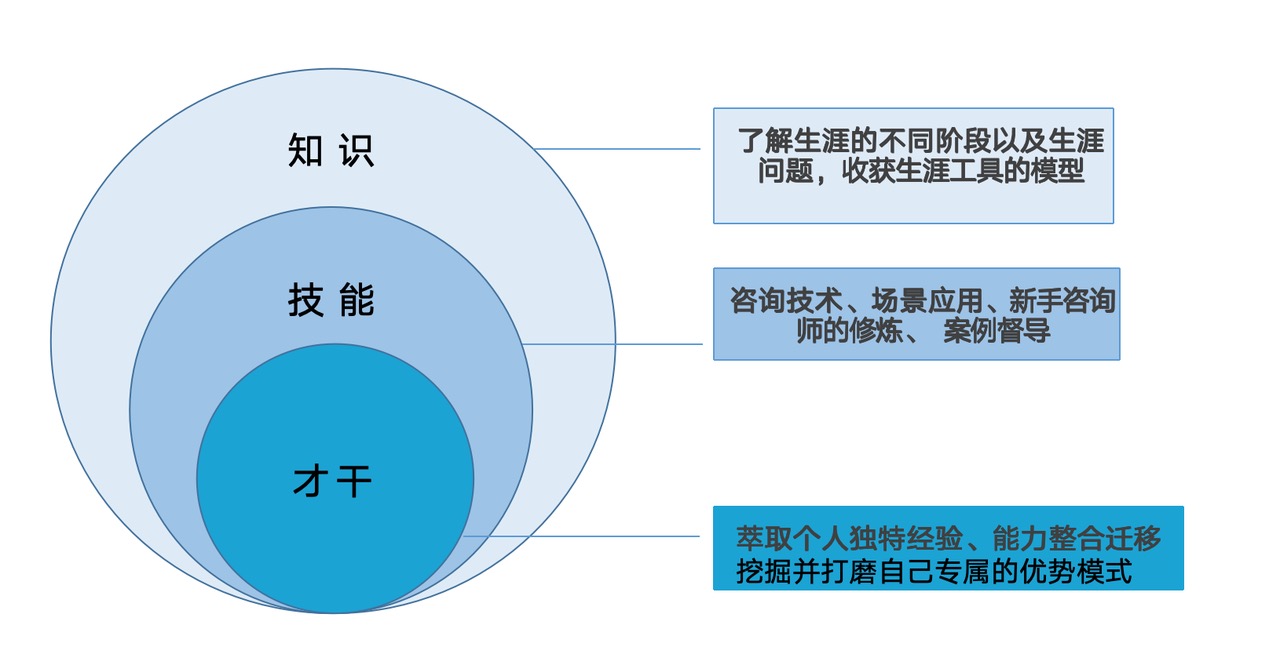 知识
了解生涯的不同阶段以及生涯
问题，收获生涯工具的模型
技能
咨询技术、场景应用、新手咨询
师的修炼、 案例督导
才干
萃取个人独特经验、能力整合迁移
挖掘并打磨自己专属的优势模式